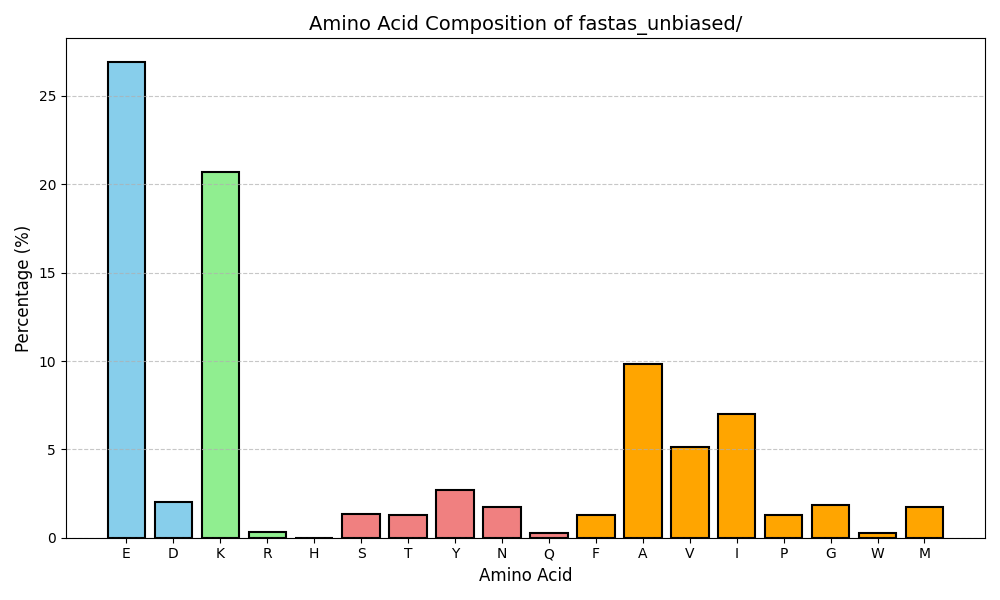 Amino Acid Composition of fastas_unbiased/
Percentage (%)
25
20
15
10
5
0
E D K R H S T Y N Q F A V I P G W M
Amino Acid